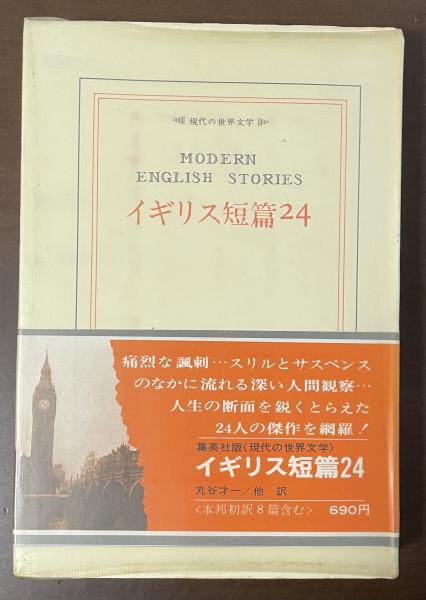 現代の世界文学
MODERN
ENGLISH STORIES
イギリス短篇24
痛烈な諷刺…スリルとサスペンス
のなかに流れる深い人間観察…
人生の断面を鋭くとらえた
24人の傑作を網羅!
集英社版〈現代の世界文学〉
イギリス短篇24
丸谷才一/他 訳
〈本邦初訳8篇含む〉 690円